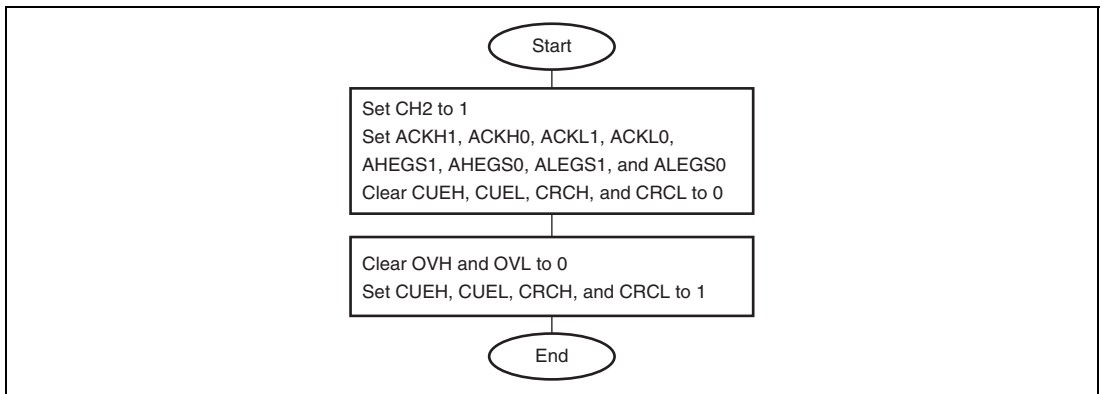 Start
Set CH2 to 1
Set ACKH1, ACKH0, ACKL1, ACKL0,
AHEGS1, AHEGS0, ALEGS1, and ALEGS0
Clear CUEH, CUEL, CRCH, and CRCL to 0
Clear OVH and OVL to 0
Set CUEH, CUEL, CRCH, and CRCL to 1
End